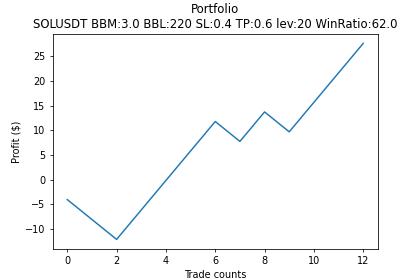 Portfolio
SOLUSDT BBM:3.0 BBL:220 SL:0.4 TP:0.6 lev:20 WinRatio:62.0
25
20
15
10
5
0
−5
−10
Profit ($)
0 2 4 6 8 10 12
Trade counts